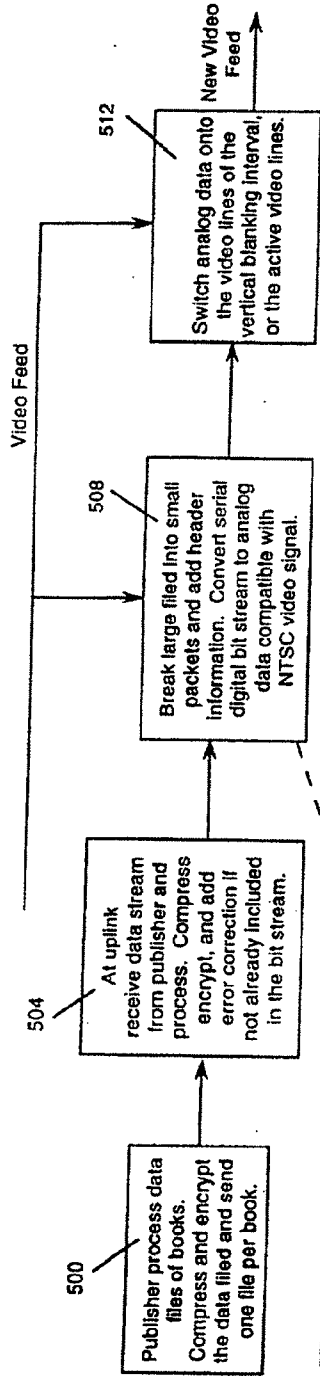 Video Feed
500
Publisher process data
files of books.
Compress and encrypt
the data filed and send
one file per book.
504
At uplink
receive data stream
from publisher and
process. Compress
encrypt, and add
error correction if
not already included
in the bit stream.
508
Break large filed into small
packets and add header
information. Convert serial
digital bit stream to analog
data compatible with
NTSC video signal.
512
Switch analog data onto
the video lines of the
vertical blanking interval,
or the active video lines.
New Video
Feed